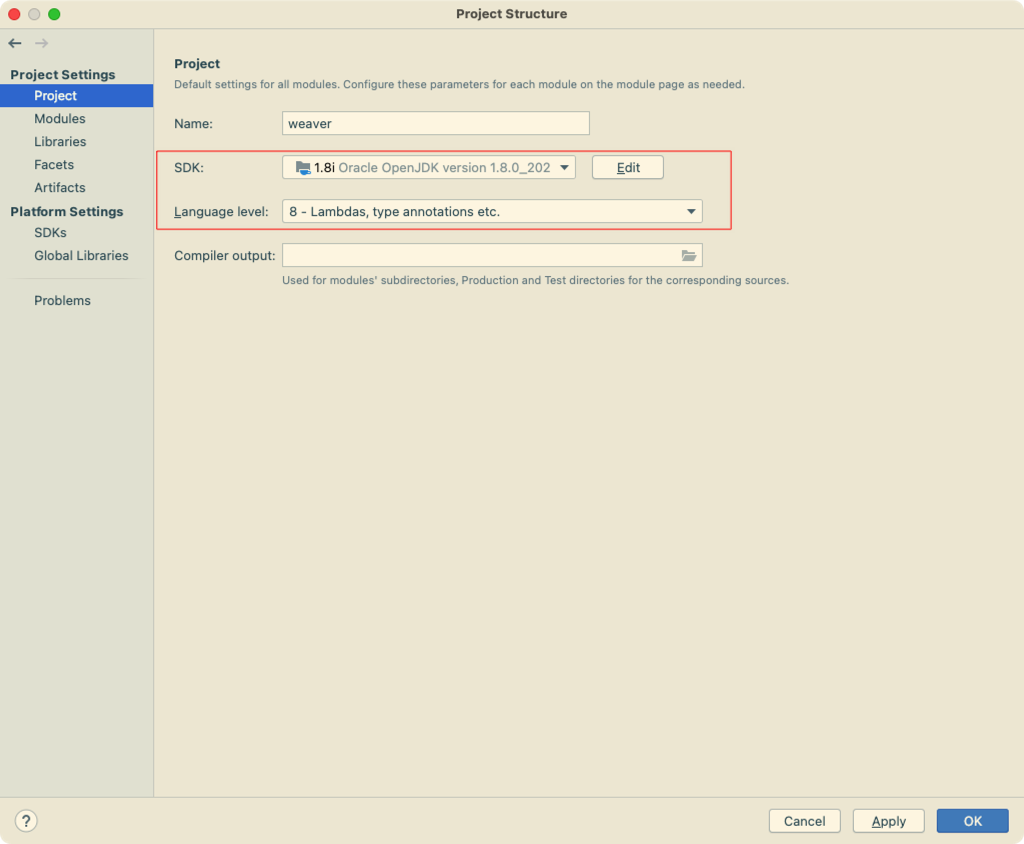 Project Structure
Project Settings
Project
Modules
Libraries
Facets
Artifacts
Platform Settings
SDKs
Global Libraries
Problems
Project
Default settings for all modules. Configure these parameters for each module on the module page as needed.
Name: weaver
SDK: 1.8i Oracle OpenJDK version 1.8.0_202 Edit
Language level: 8 - Lambdas, type annotations etc.
Compiler output:
Used for modules' subdirectories, Production and Test directories for the corresponding sources.
? Cancel Apply OK